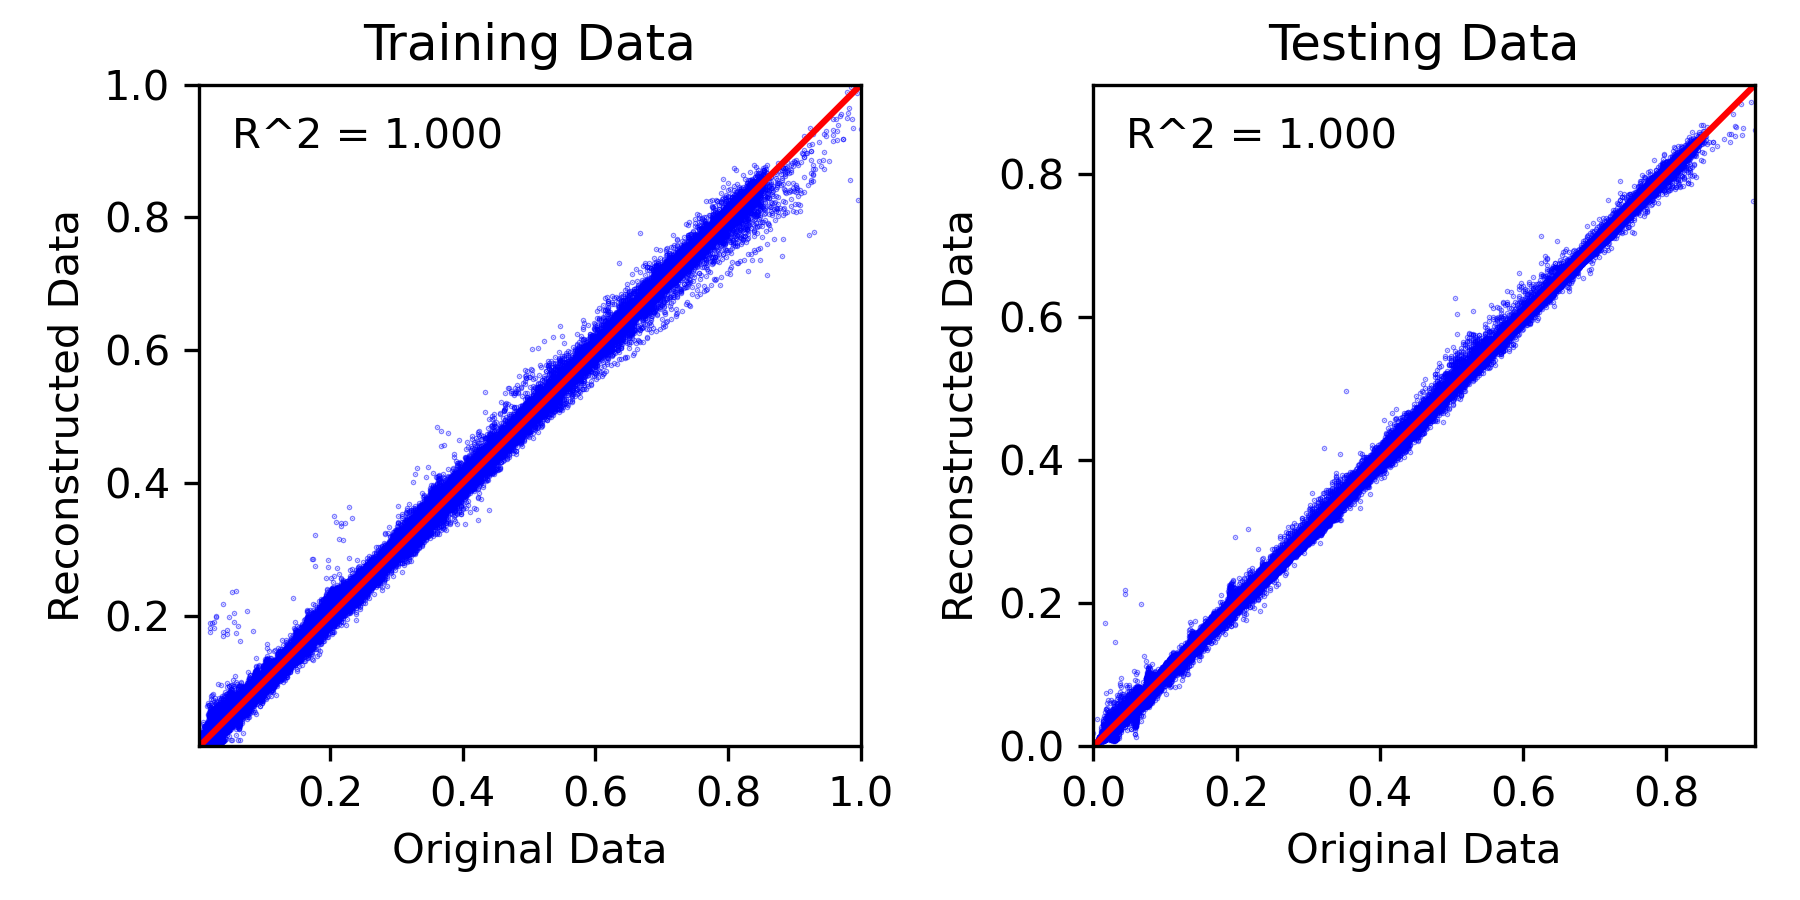 Training Data
R^2 = 1.000
1.0
0.8
0.6
0.4
0.2
Reconstructed Data
0.2 0.4 0.6 0.8 1.0
Original Data
Testing Data
R^2 = 1.000
0.8
0.6
0.4
0.2
0.0
Reconstructed Data
0.0 0.2 0.4 0.6 0.8
Original Data